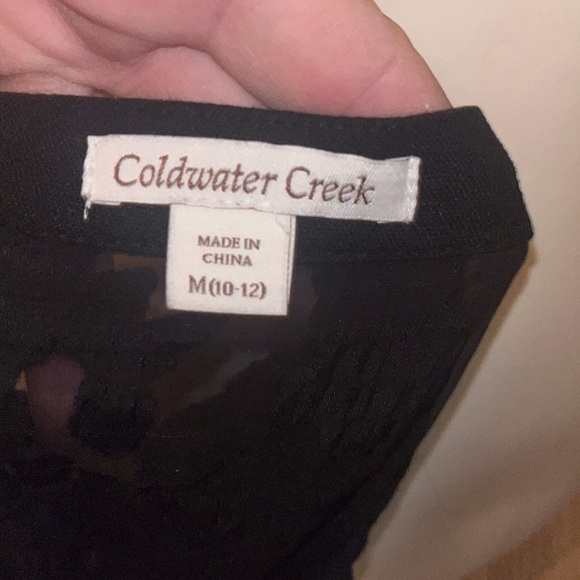 Coldwater Creek
MADE IN
CHINA
M(10-12)